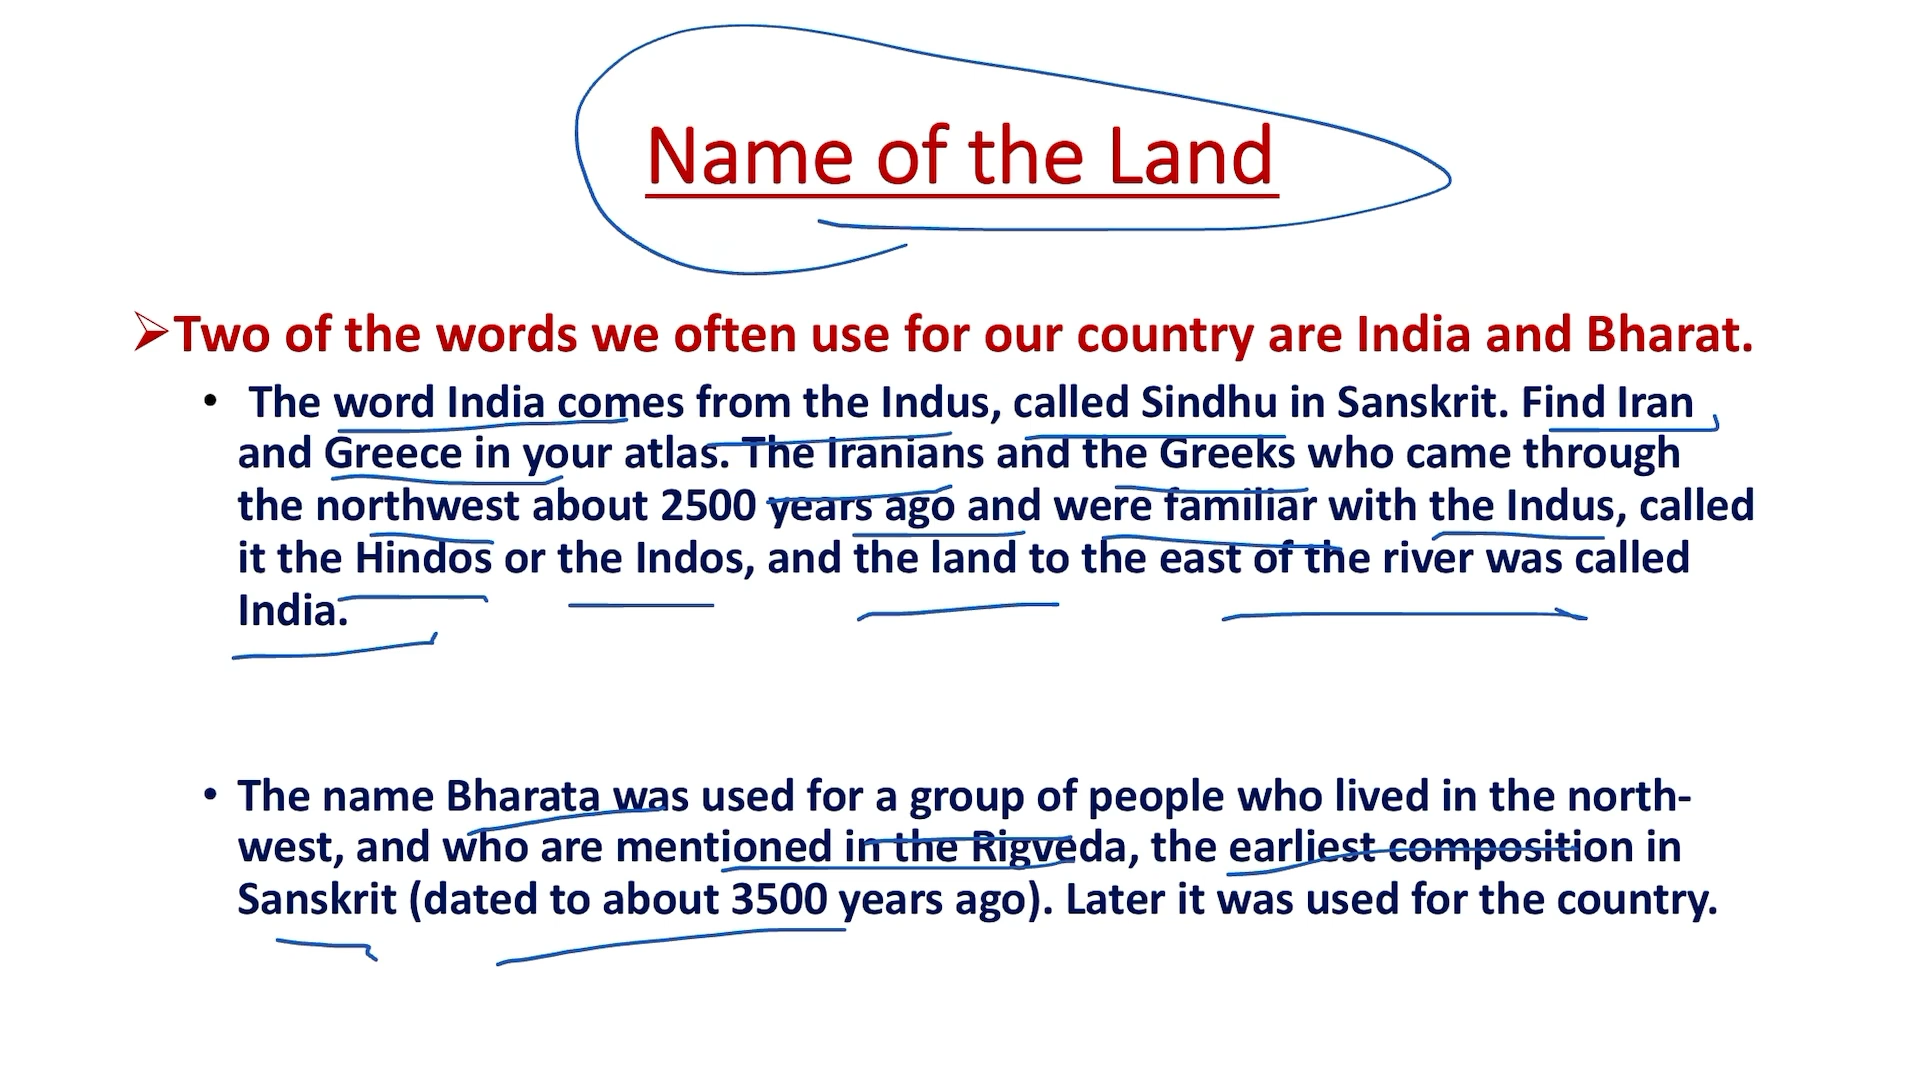 Name of the Land
➢Two of the words we often use for our country are India and Bharat.
• The word India comes from the Indus, called Sindhu in Sanskrit. Find Iran
and Greece in your atlas. The Iranians and the Greeks who came through
the northwest about 2500 years ago and were familiar with the Indus, called
it the Hindos or the Indos, and the land to the east of the river was called
India.
• The name Bharata was used for a group of people who lived in the north-
west, and who are mentioned in the Rigveda, the earliest composition in
Sanskrit (dated to about 3500 years ago). Later it was used for the country.